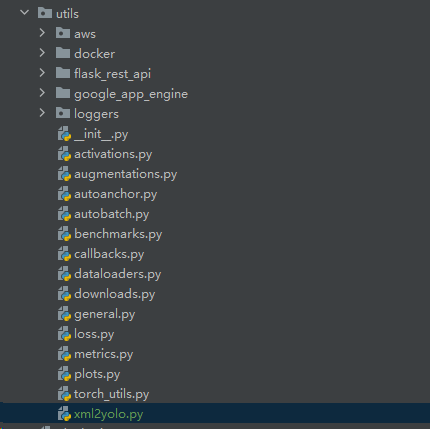 utils
aws
docker
flask_rest_api
google_app_engine
loggers
__init__.py
activations.py
augmentations.py
autoanchor.py
autobatch.py
benchmarks.py
callbacks.py
dataloaders.py
downloads.py
general.py
loss.py
metrics.py
plots.py
torch_utils.py
xml2yolo.py